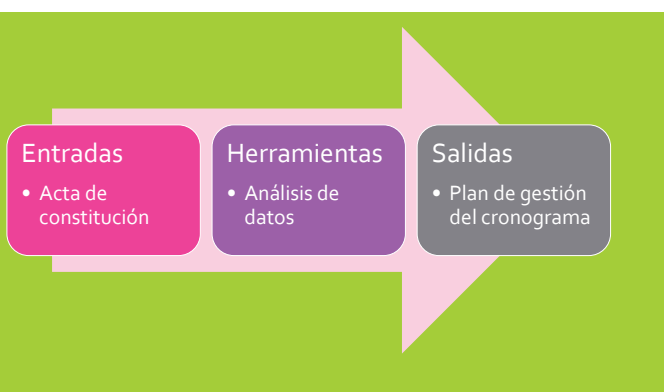 Entradas
• Acta de
constitución
Herramientas
• Análisis de
datos
Salidas
• Plan de gestión
del cronograma